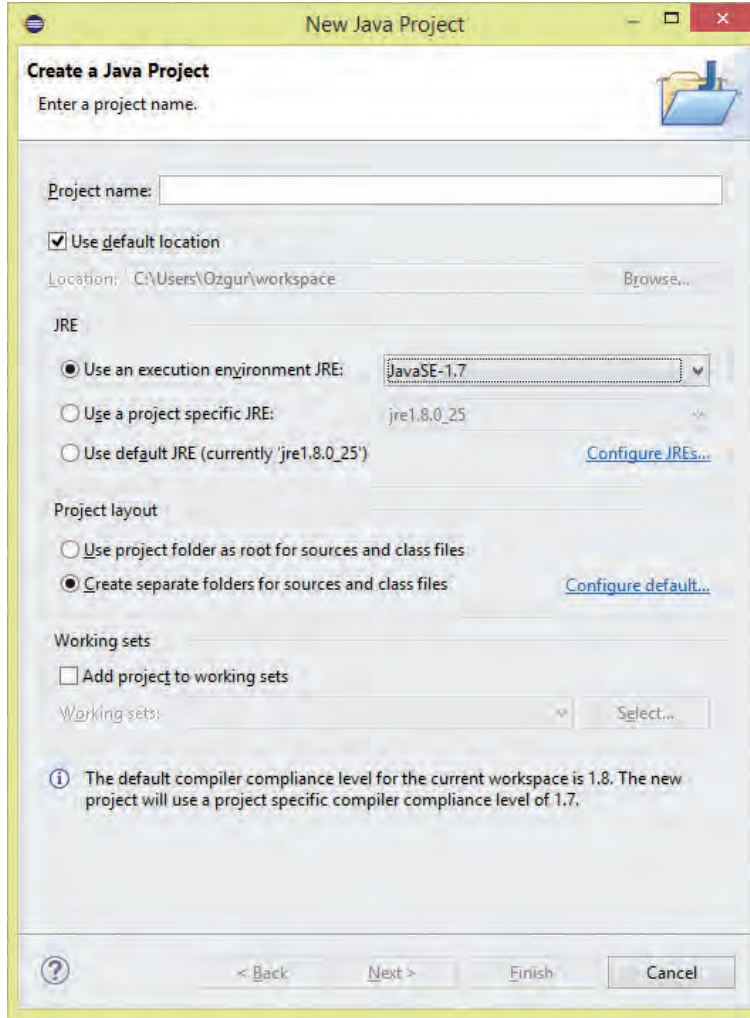 New Java Project
Create a Java Project
Enter a project name.
Project name:
Use default location
Location: C:\Users\Ozgur\workspace Browse...
JRE
Use an execution environment JRE: JavaSE-1.7
Use a project specific JRE: jre1.8.0_25
Use default JRE (currently 'jre1.8.0_25') Configure JREs...
Project layout
Use project folder as root for sources and class files
Create separate folders for sources and class files Configure default...
Working sets
Add project to working sets
Working sets: Select...
The default compiler compliance level for the current workspace is 1.8. The new
project will use a project specific compiler compliance level of 1.7.
? < Back Next > Finish Cancel